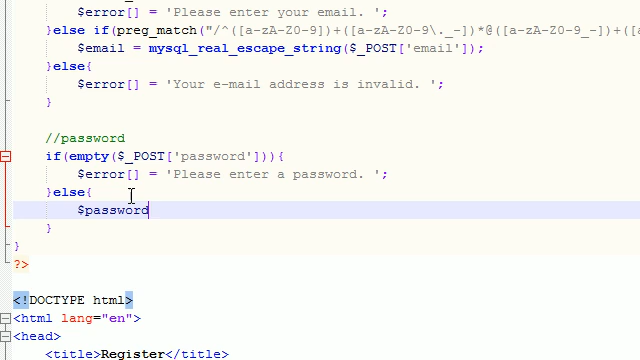 $error[] = 'Please enter your email. ';
}else if(preg_match("/^([a-zA-Z0-9])+([a-zA-Z0-9\._-])*@([a-zA-Z0-9_-])+([a
$email = mysql_real_escape_string($_POST['email']);
}else{
$error[] = 'Your e-mail address is invalid. ';
}
//password
if(empty($_POST['password'])){
$error[] = 'Please enter a password. ';
}else{
$password
}
}
?>
<!DOCTYPE html>
<html lang="en">
<head>
<title>Register</title>